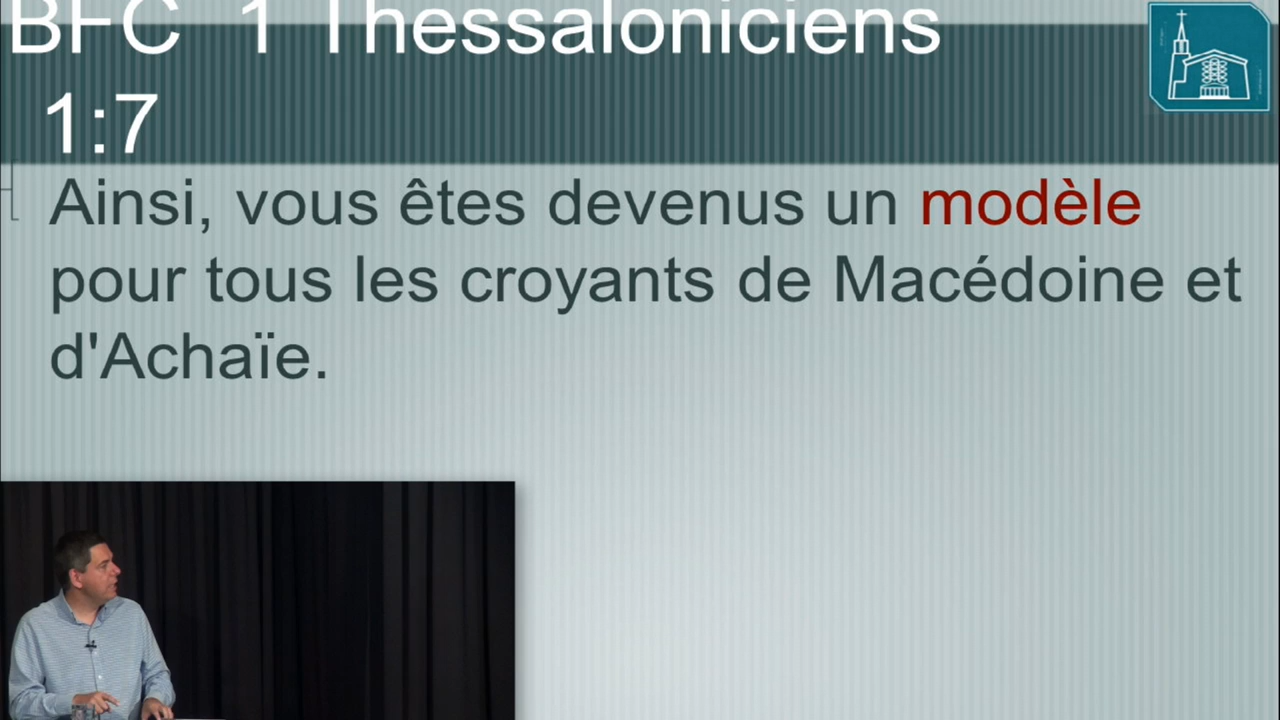 BFC 1 Thessaloniciens
1:7
Ainsi, vous êtes devenus un modèle
pour tous les croyants de Macédoine et
d'Achaïe.